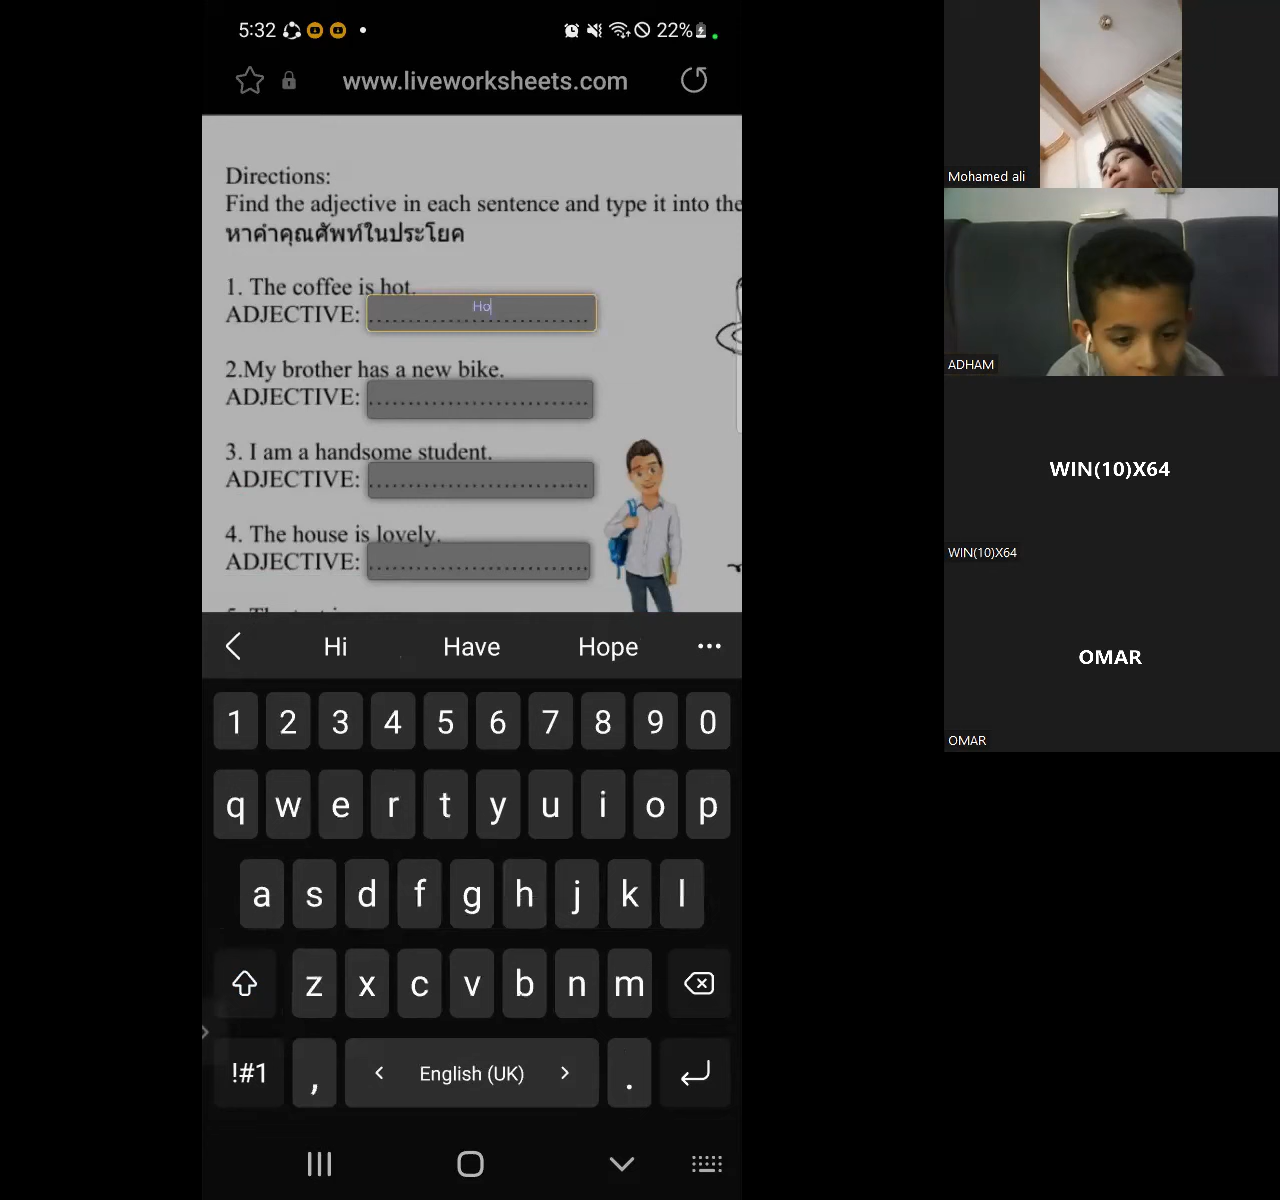 5:32
22%
www.liveworksheets.com
Directions:
Find the adjective in each sentence and type it into the
หาคำคุณศัพท์ในประโยค
1. The coffee is hot.
ADJECTIVE: Ho
2.My brother has a new bike.
ADJECTIVE:
3. I am a handsome student.
ADJECTIVE:
4. The house is lovely.
ADJECTIVE:
Hi Have Hope
1 2 3 4 5 6 7 8 9 0
q w e r t y u i o p
a s d f g h j k l
z x c v b n m
!#1 , < English (UK) > .
Mohamed ali
ADHAM
WIN(10)X64
WIN(10)X64
OMAR
OMAR